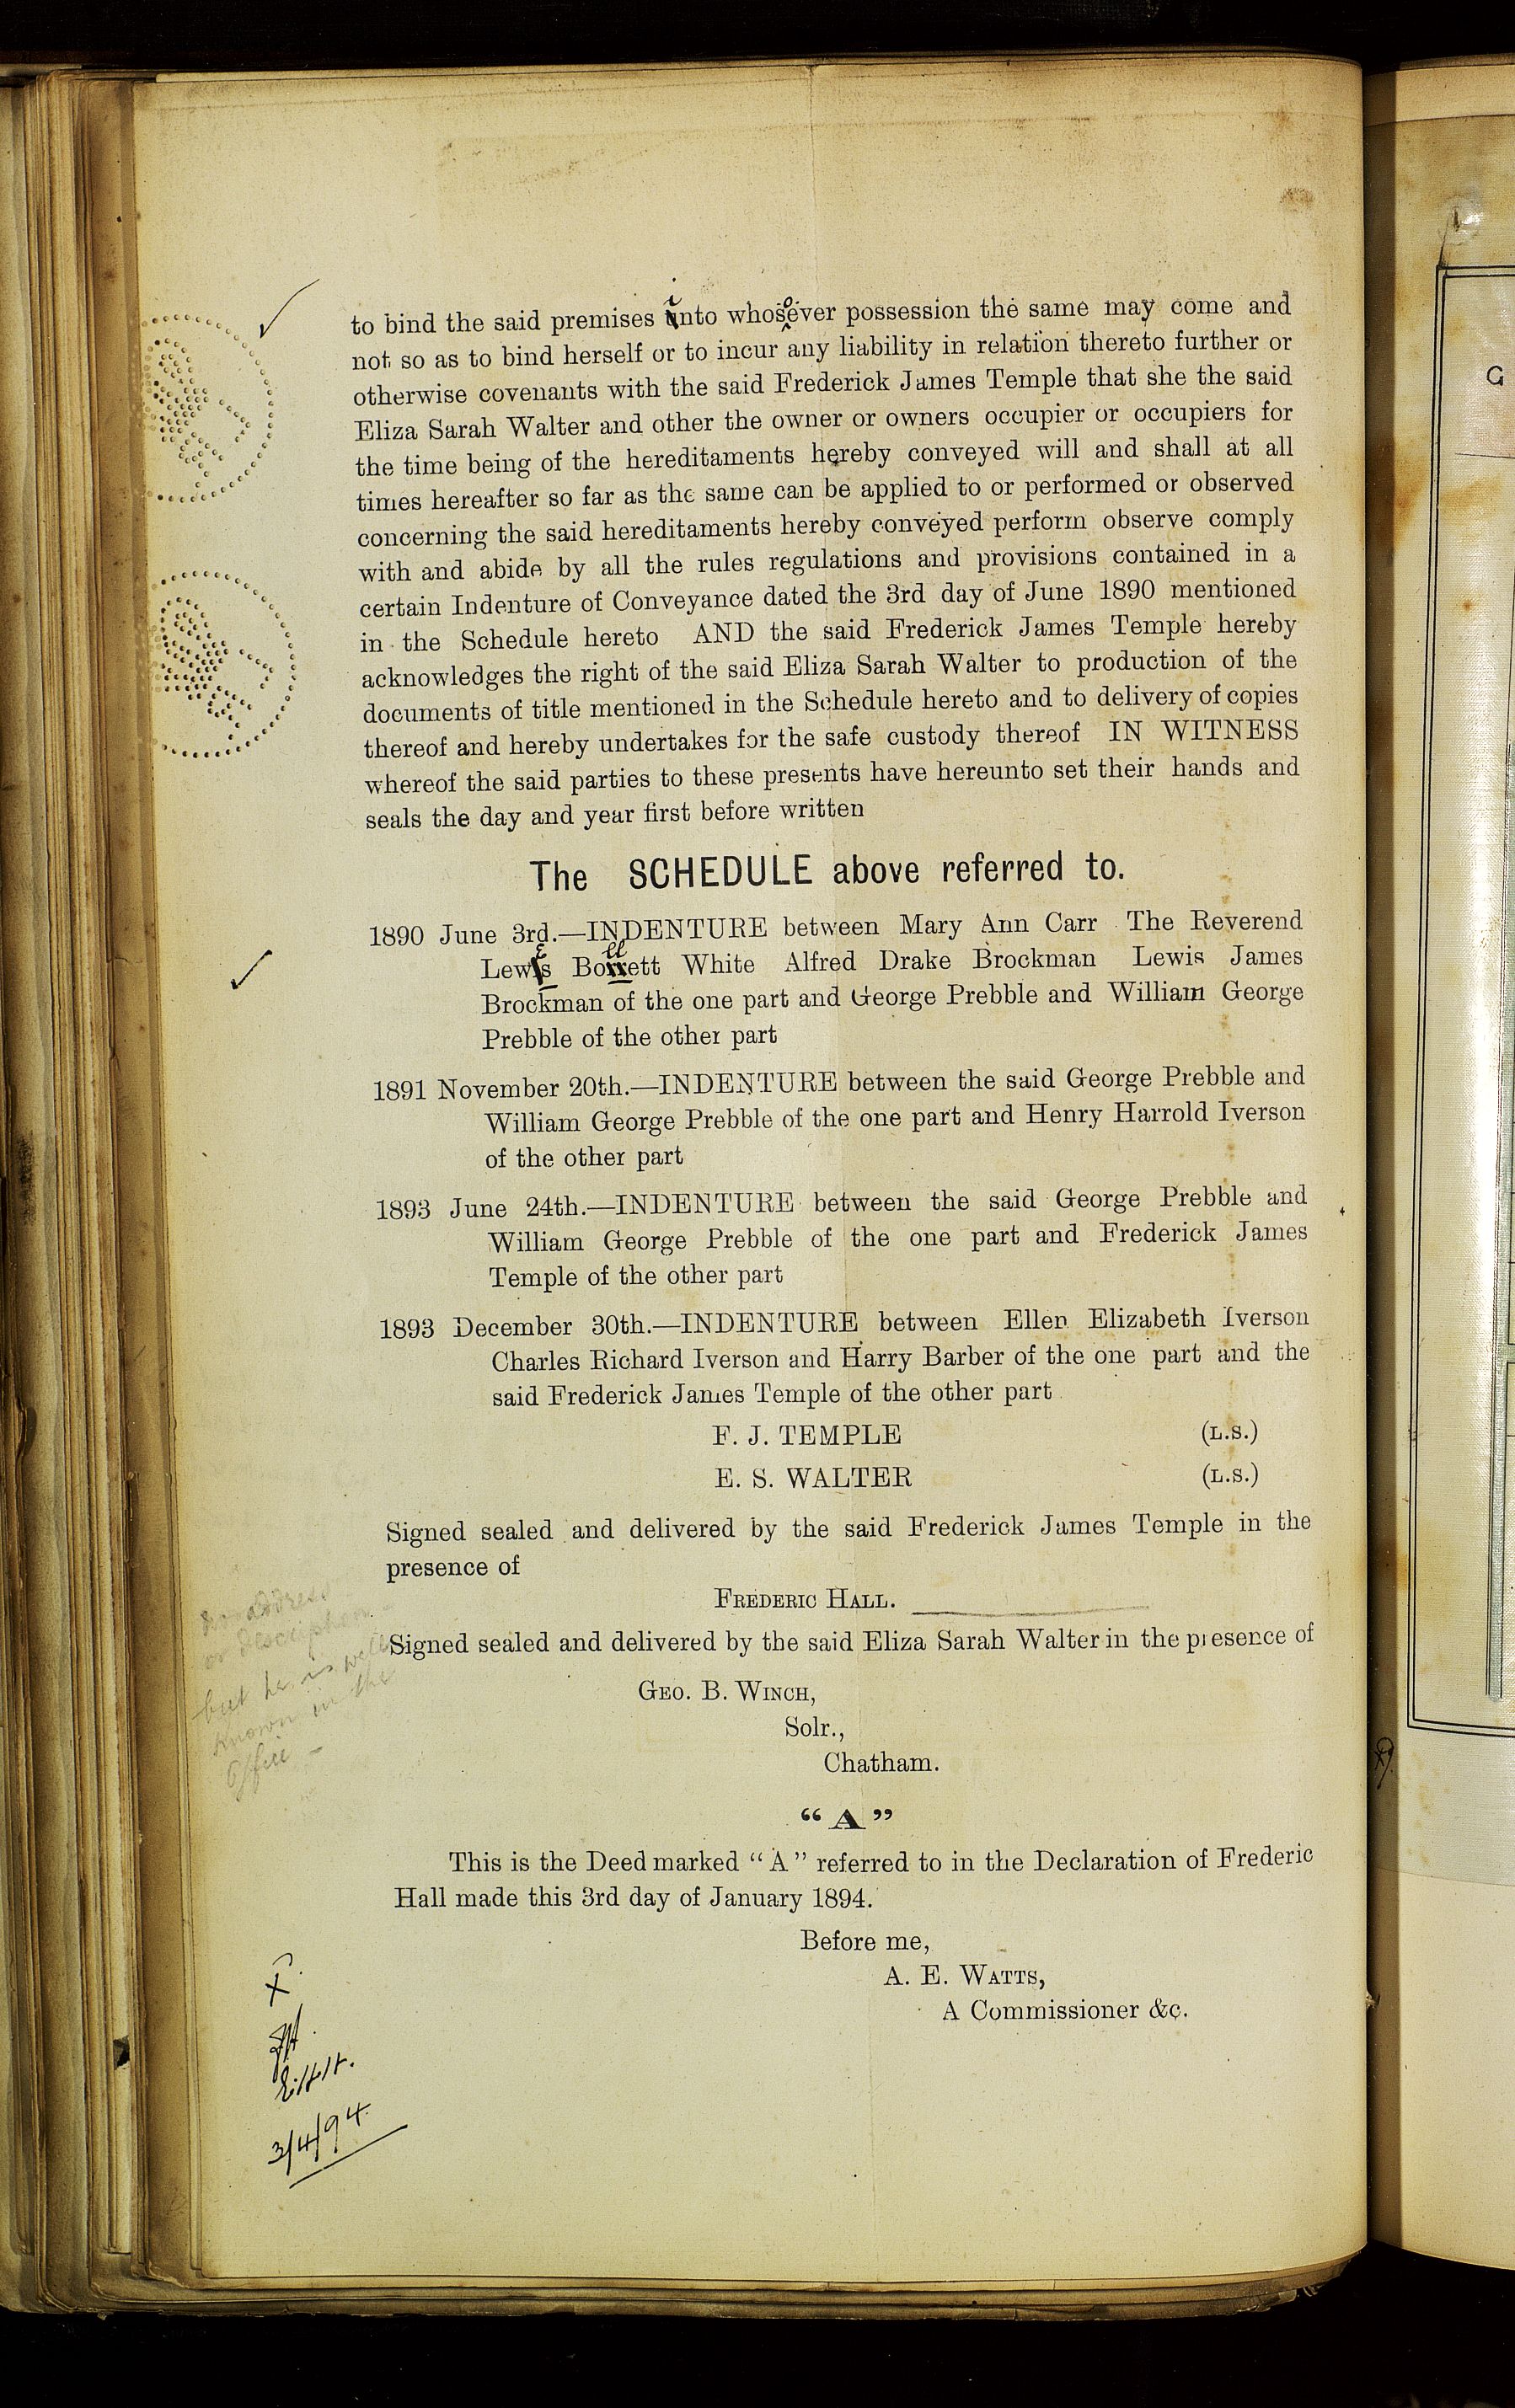 to bind the said premises into whosoever possession the same may come and
not so as to bind herself or to incur any liability in relation thereto further or
otherwise covenants with the said Frederick James Temple that she the said
Eliza Sarah Walter and other the owner or owners occupier or occupiers for
the time being of the hereditaments hereby conveyed will and shall at all
times hereafter so far as the same can be applied to or performed or observed
concerning the said hereditaments hereby conveyed perform observe comply
with and abide by all the rules regulations and provisions contained in a
certain Indenture of Conveyance dated the 3rd day of June 1890 mentioned
in the Schedule hereto AND the said Frederick James Temple hereby
acknowledges the right of the said Eliza Sarah Walter to production of the
documents of title mentioned in the Schedule hereto and to delivery of copies
thereof and hereby undertakes for the safe custody thereof IN WITNESS
whereof the said parties to these presents have hereunto set their hands and
seals the day and year first before written
The SCHEDULE above referred to.
1890 June 3rd.—INDENTURE between Mary Ann Carr The Reverend
Lewes Bollett White Alfred Drake Brockman Lewis James
Brockman of the one part and George Prebble and William George
Prebble of the other part
1891 November 20th.—INDENTURE between the said George Prebble and
William George Prebble of the one part and Henry Harrold Iverson
of the other part
1893 June 24th.—INDENTURE between the said George Prebble and
William George Prebble of the one part and Frederick James
Temple of the other part
1893 December 30th.—INDENTURE between Ellen Elizabeth Iverson
Charles Richard Iverson and Harry Barber of the one part and the
said Frederick James Temple of the other part
F. J. TEMPLE (L.S.)
E. S. WALTER (L.S.)
Signed sealed and delivered by the said Frederick James Temple in the
presence of
FREDERIC HALL.
no address
or description
but he is well
known in the
Office —
Signed sealed and delivered by the said Eliza Sarah Walter in the presence of
GEO. B. WINCH,
Solr.,
Chatham.
“A”
This is the Deed marked “A” referred to in the Declaration of Frederic
Hall made this 3rd day of January 1894.
Before me,
A. E. WATTS,
A Commissioner &c.
3/4/94
G